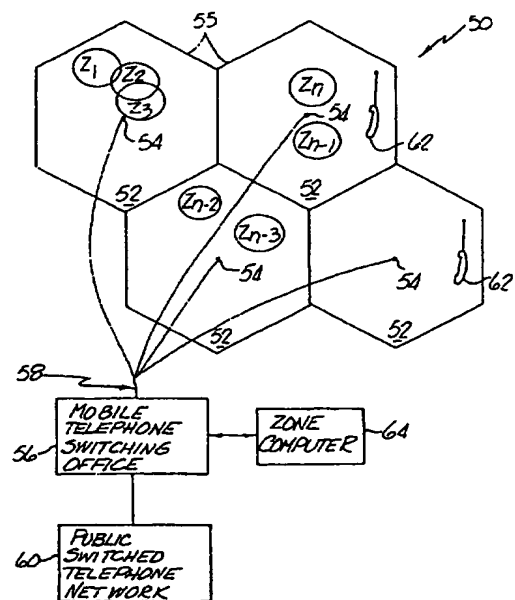 55
50
Z1
Z2
Z3
Zn
54
54
Zn-1
62
52
52
Zn-2
Zn-3
54
54
62
52
52
58
MOBILE
TELEPHONE
SWITCHING
OFFICE
56
ZONE
COMPUTER
64
PUBLIC
SWITCHED
TELEPHONE
NETWORK
60